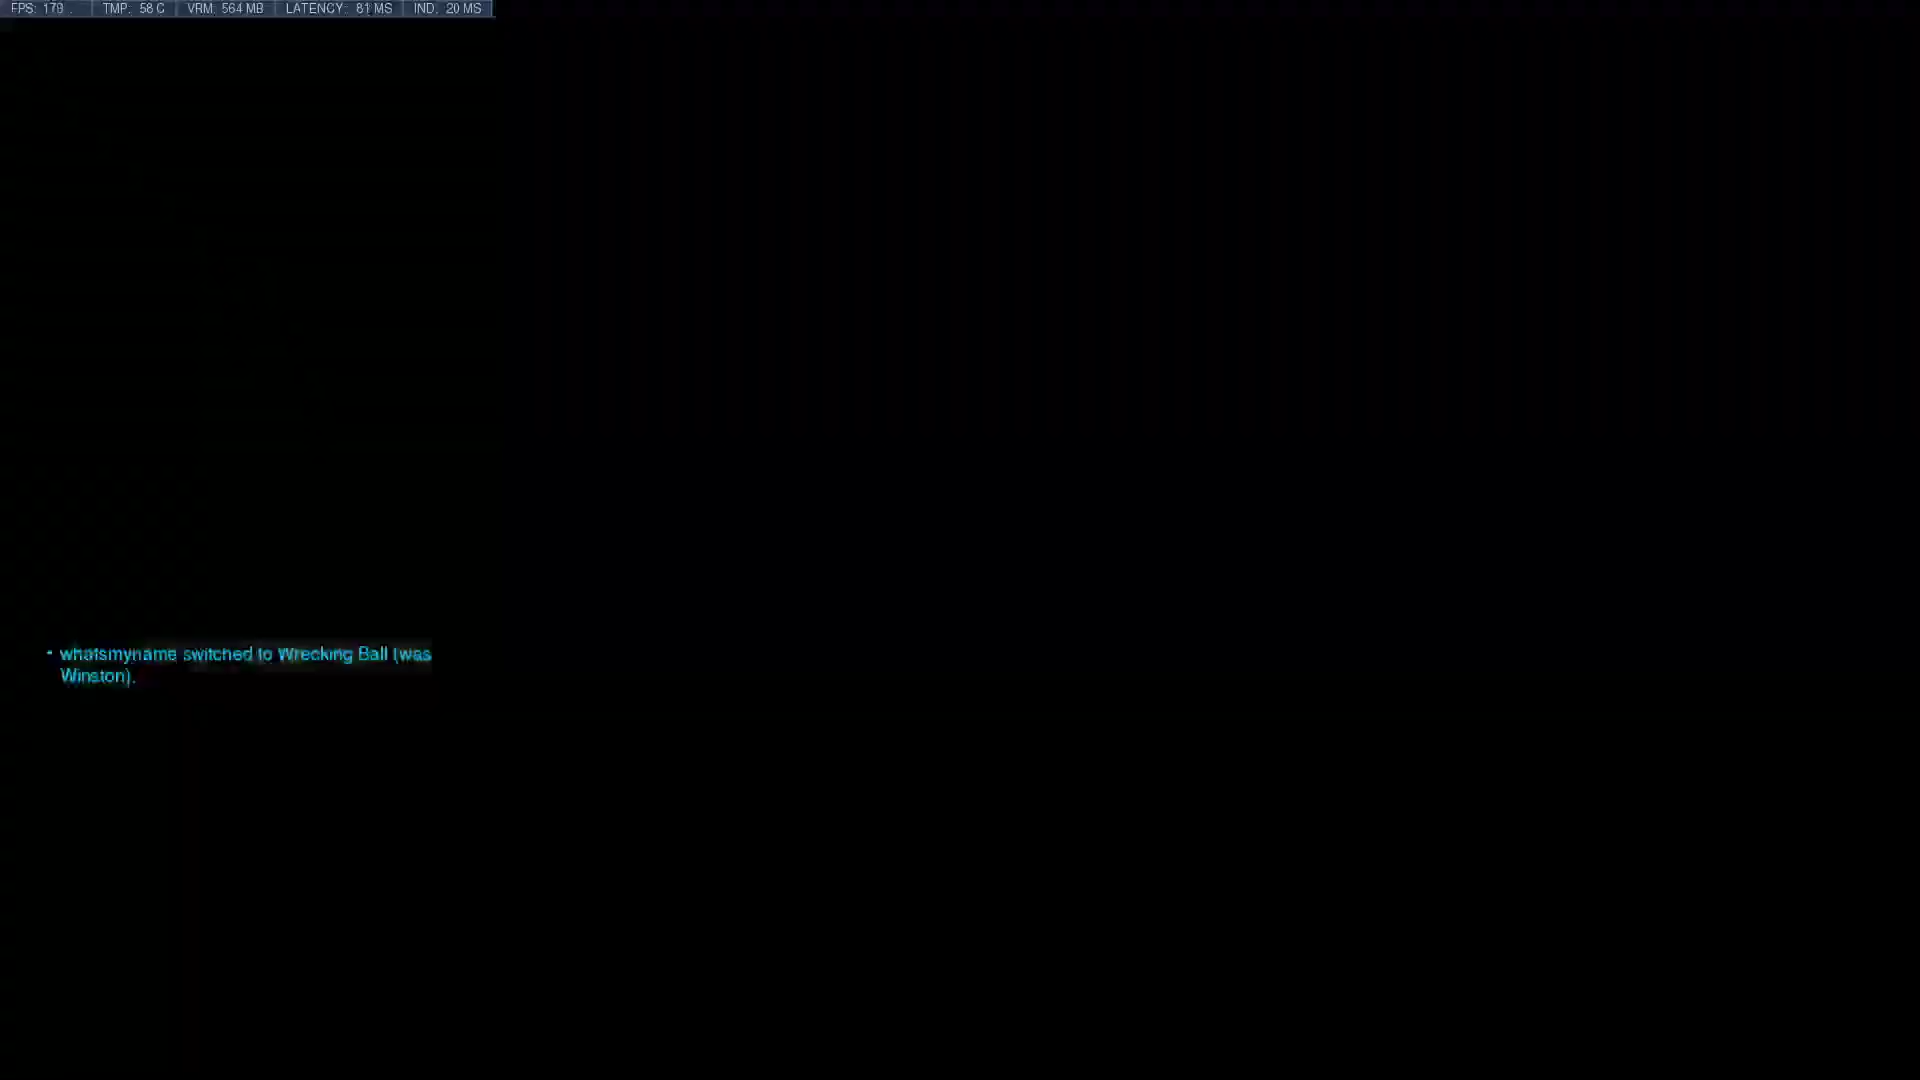 FPS: 179 TMP: 58 C VRM: 564 MB LATENCY: 81 MS IND: 20 MS
whatsmyname switched to Wrecking Ball (was
Winston).